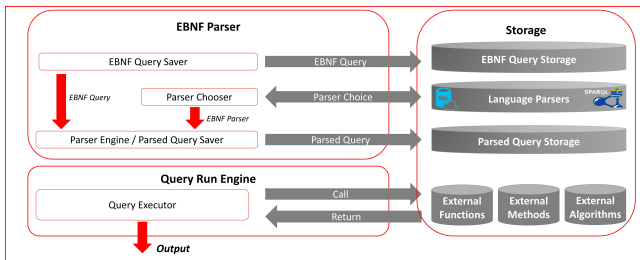 EBNF Parser
Storage
EBNF Query Saver
EBNF Query
EBNF Query Storage
EBNF Query
Parser Chooser
Parser Choice
SQL
Language Parsers
SPARQL
EBNF Parser
Parser Engine / Parsed Query Saver
Parsed Query
Parsed Query Storage
Query Run Engine
Query Executor
Call
Return
External
Functions
External
Methods
External
Algorithms
Output